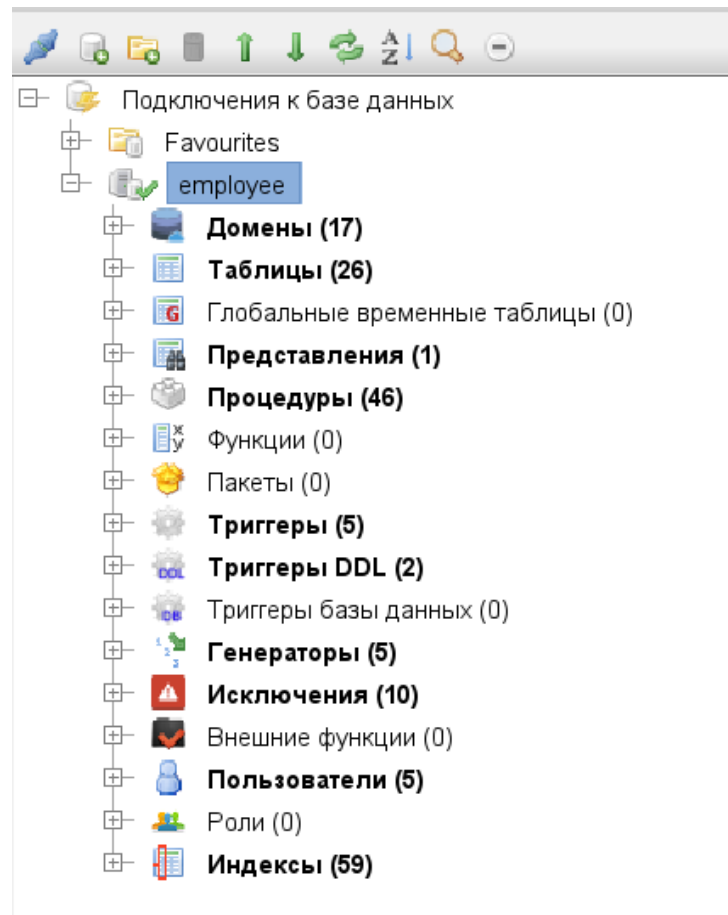 Подключения к базе данных
Favourites
employee
Домены (17)
Таблицы (26)
Глобальные временные таблицы (0)
Представления (1)
Процедуры (46)
Функции (0)
Пакеты (0)
Триггеры (5)
Триггеры DDL (2)
Триггеры базы данных (0)
Генераторы (5)
Исключения (10)
Внешние функции (0)
Пользователи (5)
Роли (0)
Индексы (59)